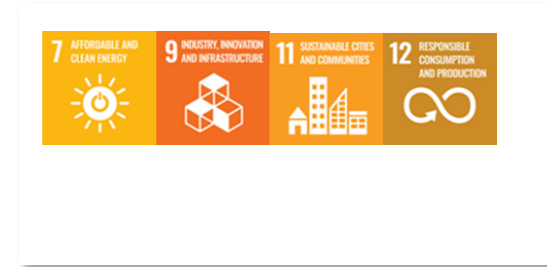 7 AFFORDABLE AND
CLEAN ENERGY
9 INDUSTRY, INNOVATION
AND INFRASTRUCTURE
11 SUSTAINABLE CITIES
AND COMMUNITIES
12 RESPONSIBLE
CONSUMPTION
AND PRODUCTION